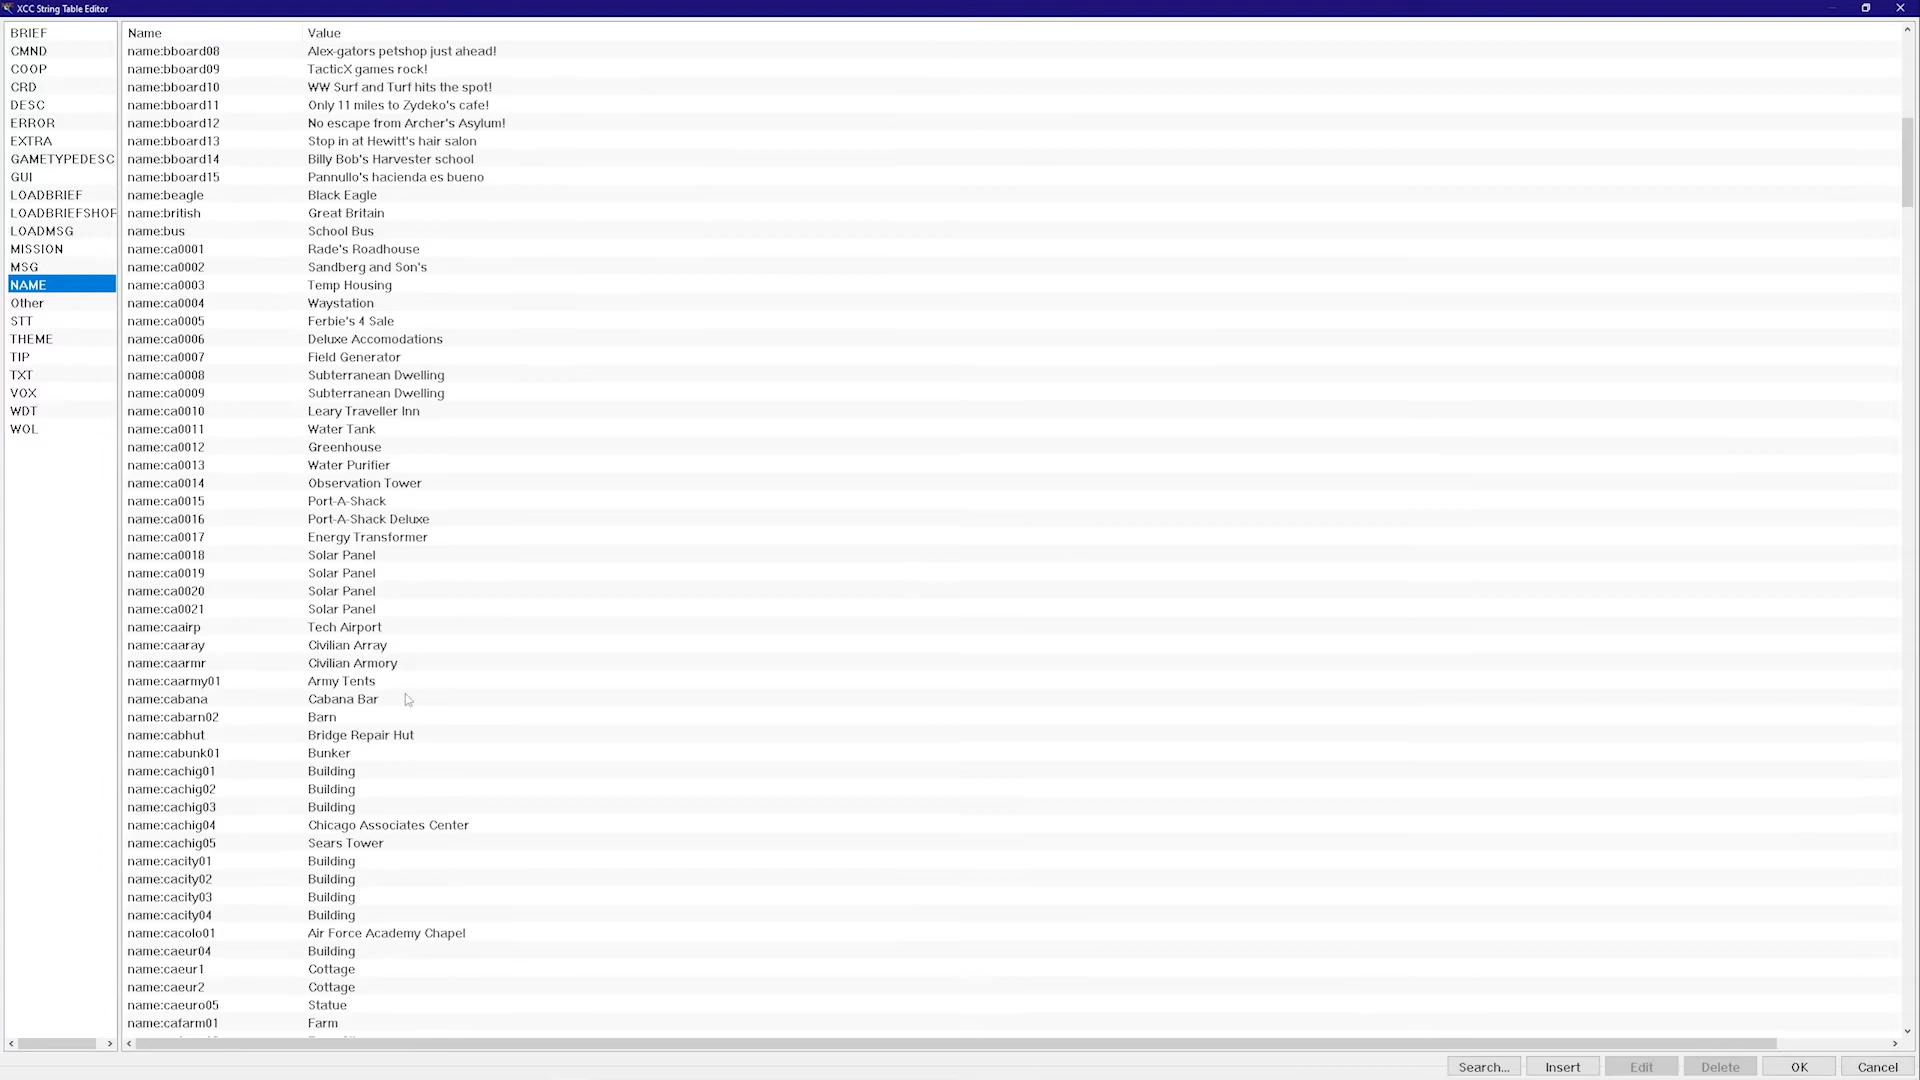 XCC String Table Editor
BRIEF
CMND
COOP
CRD
DESC
ERROR
EXTRA
GAMETYPEDESC
GUI
LOADBRIEF
LOADBRIEFSHOF
LOADMSG
MISSION
MSG
NAME
Other
STT
THEME
TIP
TXT
VOX
WDT
WOL
Name Value
name:bboard08 Alex-gators petshop just ahead!
name:bboard09 TacticX games rock!
name:bboard10 WW Surf and Turf hits the spot!
name:bboard11 Only 11 miles to Zydeko's cafe!
name:bboard12 No escape from Archer's Asylum!
name:bboard13 Stop in at Hewitt's hair salon
name:bboard14 Billy Bob's Harvester school
name:bboard15 Pannullo's hacienda es bueno
name:beagle Black Eagle
name:british Great Britain
name:bus School Bus
name:ca0001 Rade's Roadhouse
name:ca0002 Sandberg and Son's
name:ca0003 Temp Housing
name:ca0004 Waystation
name:ca0005 Ferbie's 4 Sale
name:ca0006 Deluxe Accomodations
name:ca0007 Field Generator
name:ca0008 Subterranean Dwelling
name:ca0009 Subterranean Dwelling
name:ca0010 Leary Traveller Inn
name:ca0011 Water Tank
name:ca0012 Greenhouse
name:ca0013 Water Purifier
name:ca0014 Observation Tower
name:ca0015 Port-A-Shack
name:ca0016 Port-A-Shack Deluxe
name:ca0017 Energy Transformer
name:ca0018 Solar Panel
name:ca0019 Solar Panel
name:ca0020 Solar Panel
name:ca0021 Solar Panel
name:caairp Tech Airport
name:caaray Civilian Array
name:caarmr Civilian Armory
name:caarmy01 Army Tents
name:cabana Cabana Bar
name:cabarn02 Barn
name:cabhut Bridge Repair Hut
name:cabunk01 Bunker
name:cachig01 Building
name:cachig02 Building
name:cachig03 Building
name:cachig04 Chicago Associates Center
name:cachig05 Sears Tower
name:cacity01 Building
name:cacity02 Building
name:cacity03 Building
name:cacity04 Building
name:cacolo01 Air Force Academy Chapel
name:caeur04 Building
name:caeur1 Cottage
name:caeur2 Cottage
name:caeuro05 Statue
name:cafarm01 Farm
Search... Insert Edit Delete OK Cancel